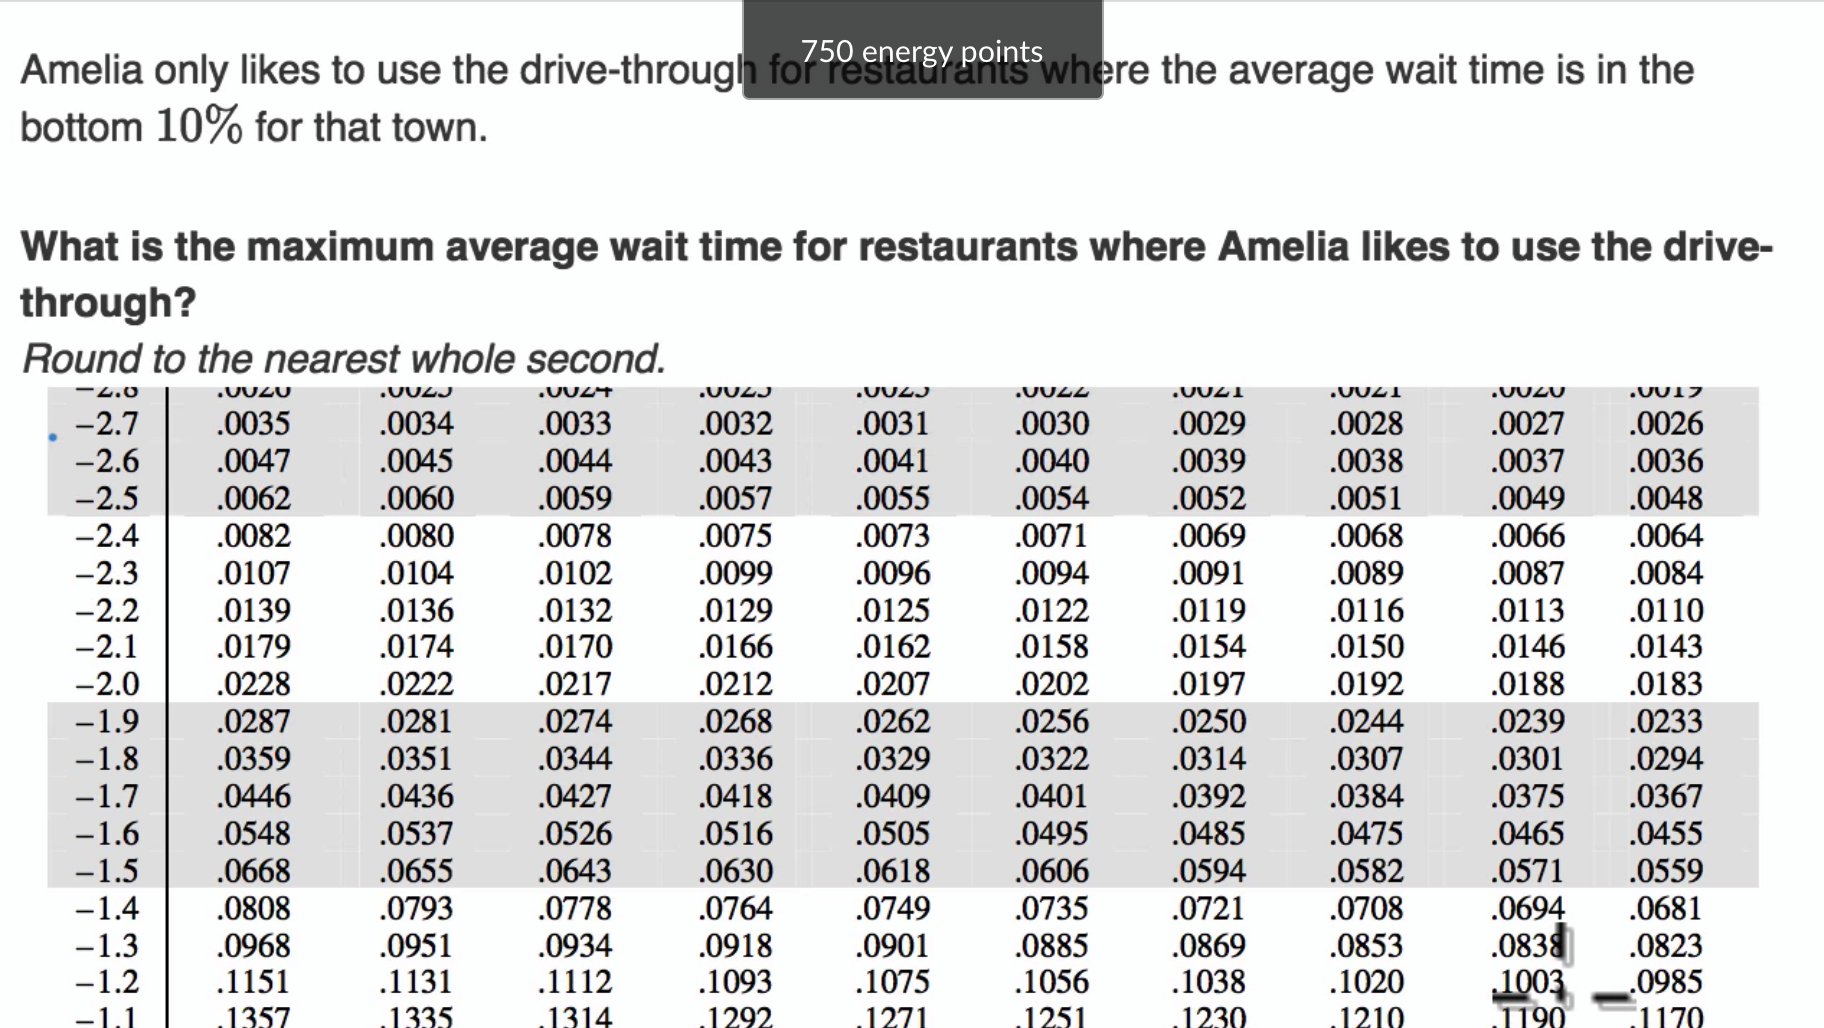 750 energy points
Amelia only likes to use the drive-through for restaurants where the average wait time is in the
bottom 10% for that town.
What is the maximum average wait time for restaurants where Amelia likes to use the drive-
through?
Round to the nearest whole second.
−2.8 .0026 .0025 .0024 .0023 .0023 .0022 .0021 .0021 .0020 .0019
−2.7 .0035 .0034 .0033 .0032 .0031 .0030 .0029 .0028 .0027 .0026
−2.6 .0047 .0045 .0044 .0043 .0041 .0040 .0039 .0038 .0037 .0036
−2.5 .0062 .0060 .0059 .0057 .0055 .0054 .0052 .0051 .0049 .0048
−2.4 .0082 .0080 .0078 .0075 .0073 .0071 .0069 .0068 .0066 .0064
−2.3 .0107 .0104 .0102 .0099 .0096 .0094 .0091 .0089 .0087 .0084
−2.2 .0139 .0136 .0132 .0129 .0125 .0122 .0119 .0116 .0113 .0110
−2.1 .0179 .0174 .0170 .0166 .0162 .0158 .0154 .0150 .0146 .0143
−2.0 .0228 .0222 .0217 .0212 .0207 .0202 .0197 .0192 .0188 .0183
−1.9 .0287 .0281 .0274 .0268 .0262 .0256 .0250 .0244 .0239 .0233
−1.8 .0359 .0351 .0344 .0336 .0329 .0322 .0314 .0307 .0301 .0294
−1.7 .0446 .0436 .0427 .0418 .0409 .0401 .0392 .0384 .0375 .0367
−1.6 .0548 .0537 .0526 .0516 .0505 .0495 .0485 .0475 .0465 .0455
−1.5 .0668 .0655 .0643 .0630 .0618 .0606 .0594 .0582 .0571 .0559
−1.4 .0808 .0793 .0778 .0764 .0749 .0735 .0721 .0708 .0694 .0681
−1.3 .0968 .0951 .0934 .0918 .0901 .0885 .0869 .0853 .0838 .0823
−1.2 .1151 .1131 .1112 .1093 .1075 .1056 .1038 .1020 .1003 .0985
−1.1 .1357 .1335 .1314 .1292 .1271 .1251 .1230 .1210 .1190 .1170